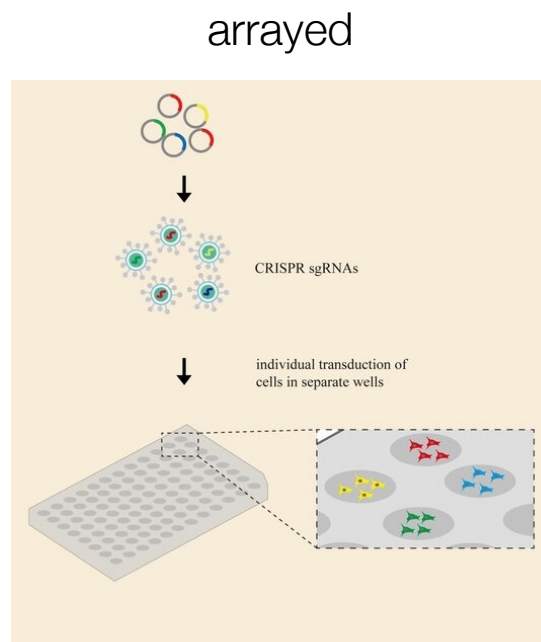 arrayed
CRISPR sgRNAs
individual transduction of
cells in separate wells